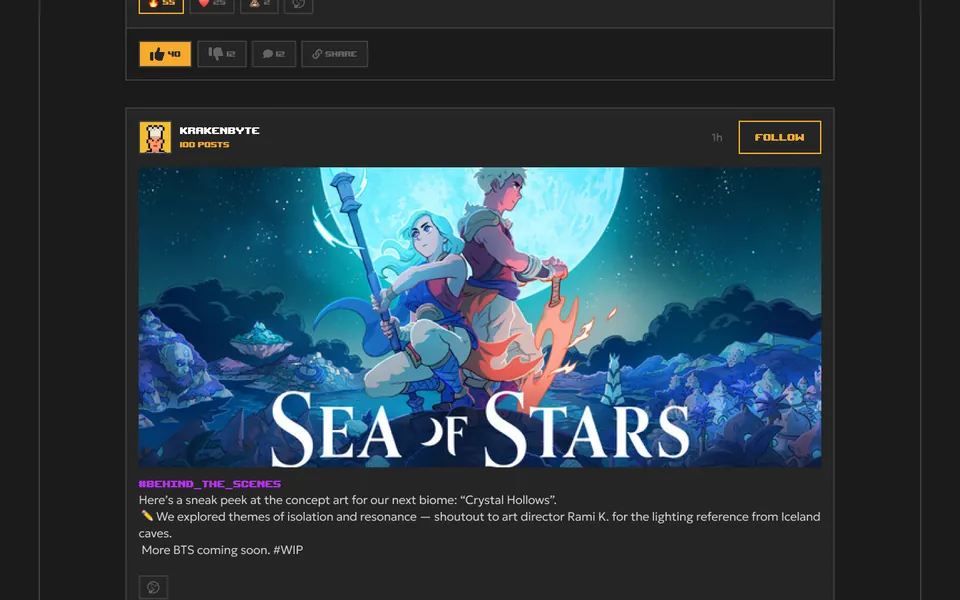 55 25 2
40 12 12 SHARE
KRAKENBYTE
100 POSTS
1h
FOLLOW
SEA OF STARS
#BEHIND_THE_SCENES
Here's a sneak peek at the concept art for our next biome: “Crystal Hollows”.
✏️ We explored themes of isolation and resonance — shoutout to art director Rami K. for the lighting reference from Iceland
caves.
More BTS coming soon. #WIP